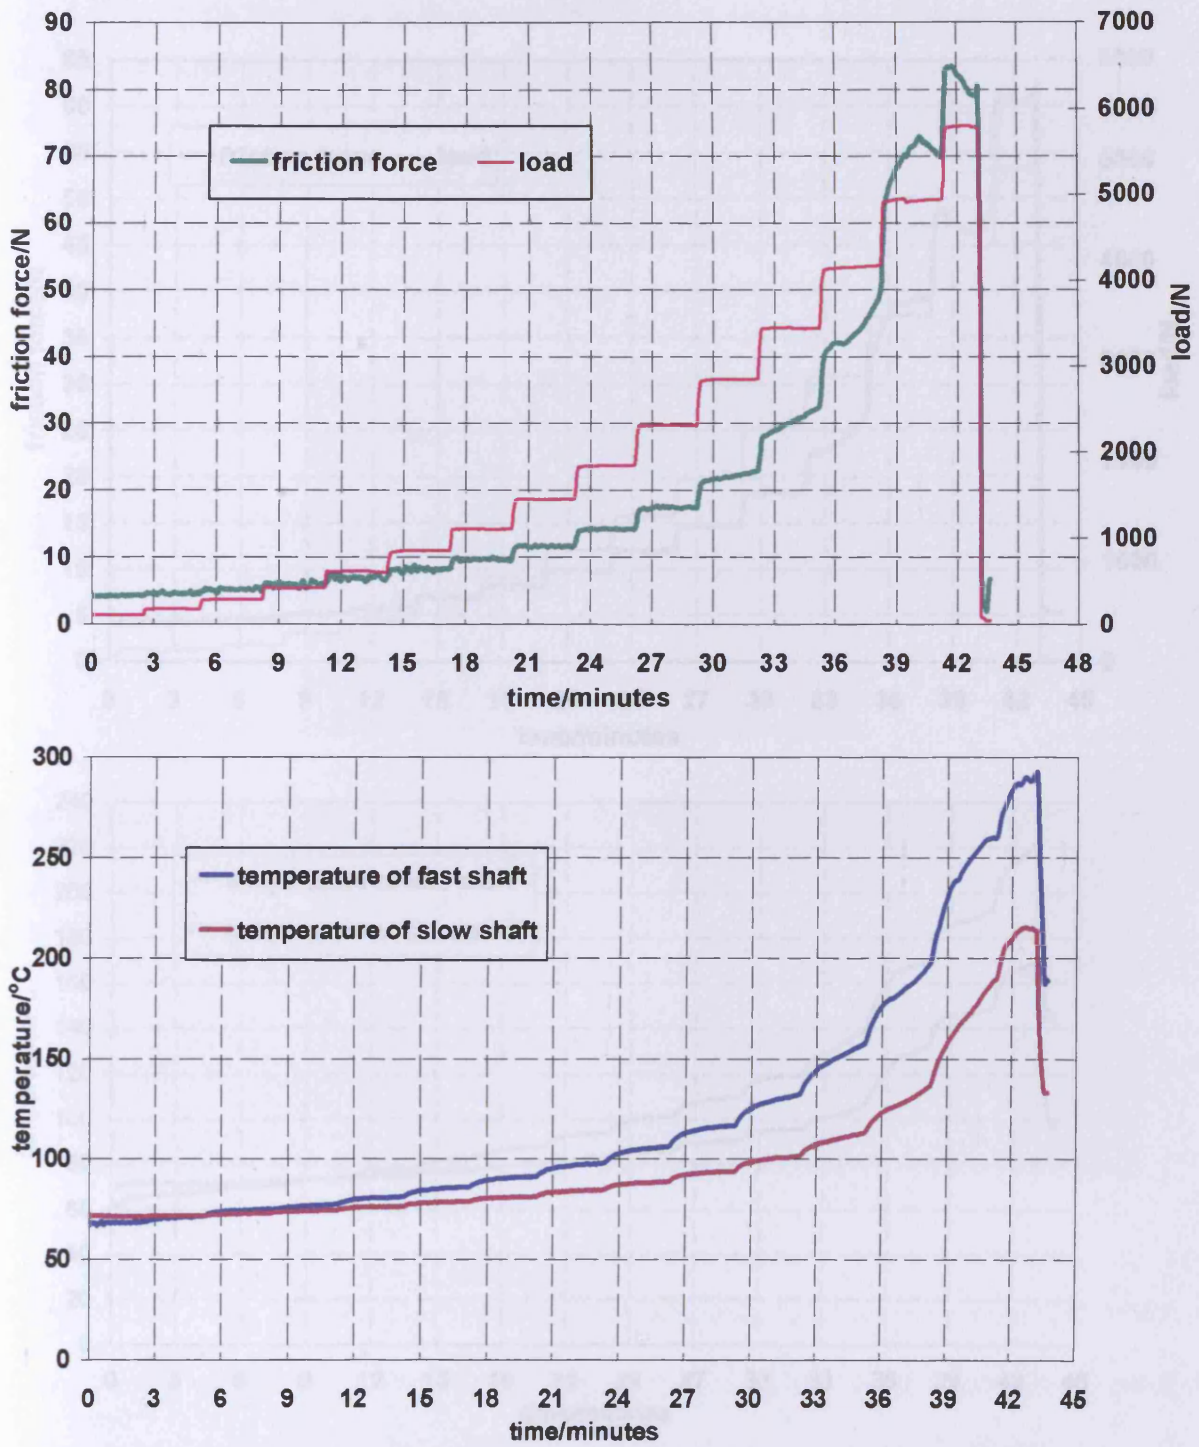 90
80
70
60
50
40
30
20
10
0
friction force/N
friction force
load
7000
6000
5000
4000
3000
2000
1000
0
load/N
0 3 6 9 12 15 18 21 24 27 30 33 36 39 42 45 48
time/minutes
300
250
200
150
100
50
0
temperature/°C
temperature of fast shaft
temperature of slow shaft
0 3 6 9 12 15 18 21 24 27 30 33 36 39 42 45
time/minutes